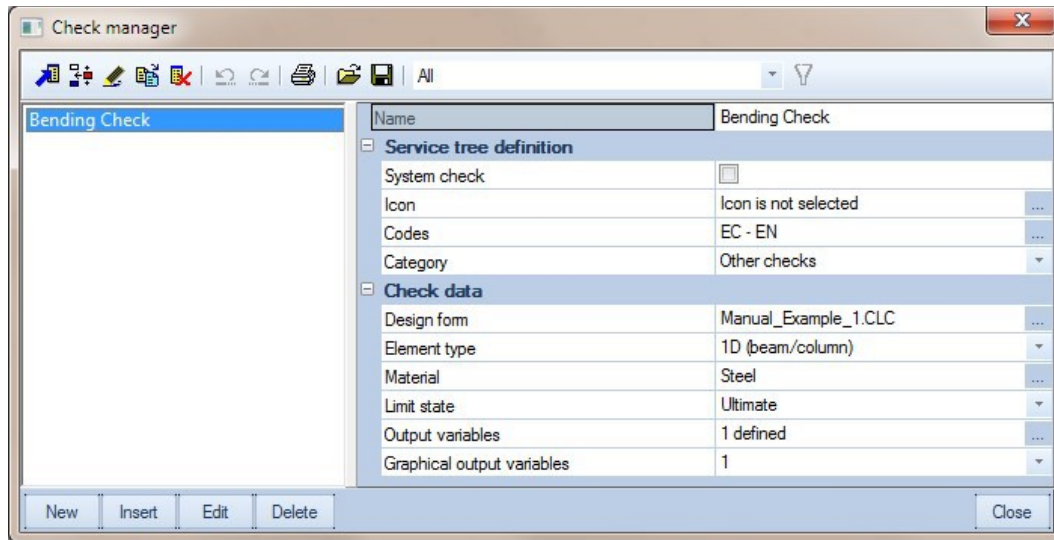 Check manager
All
Bending Check
Name Bending Check
Service tree definition
System check
Icon Icon is not selected ...
Codes EC - EN ...
Category Other checks
Check data
Design form Manual_Example_1.CLC ...
Element type 1D (beam/column)
Material Steel ...
Limit state Ultimate
Output variables 1 defined ...
Graphical output variables 1
New Insert Edit Delete Close